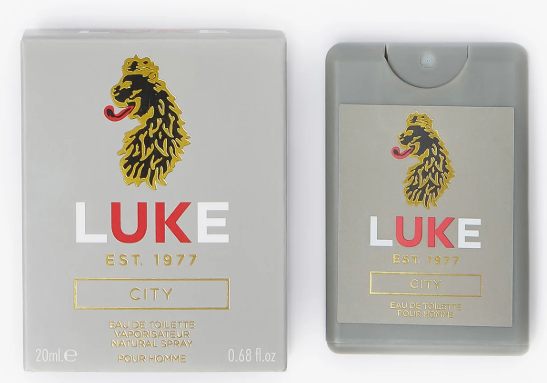 LUKE
EST. 1977
CITY
EAU DE TOILETTE
VAPORISATEUR
NATURAL SPRAY
POUR HOMME
20ml.e 0.68 fl.oz
LUKE
EST. 1977
CITY
EAU DE TOILETTE
POUR HOMME